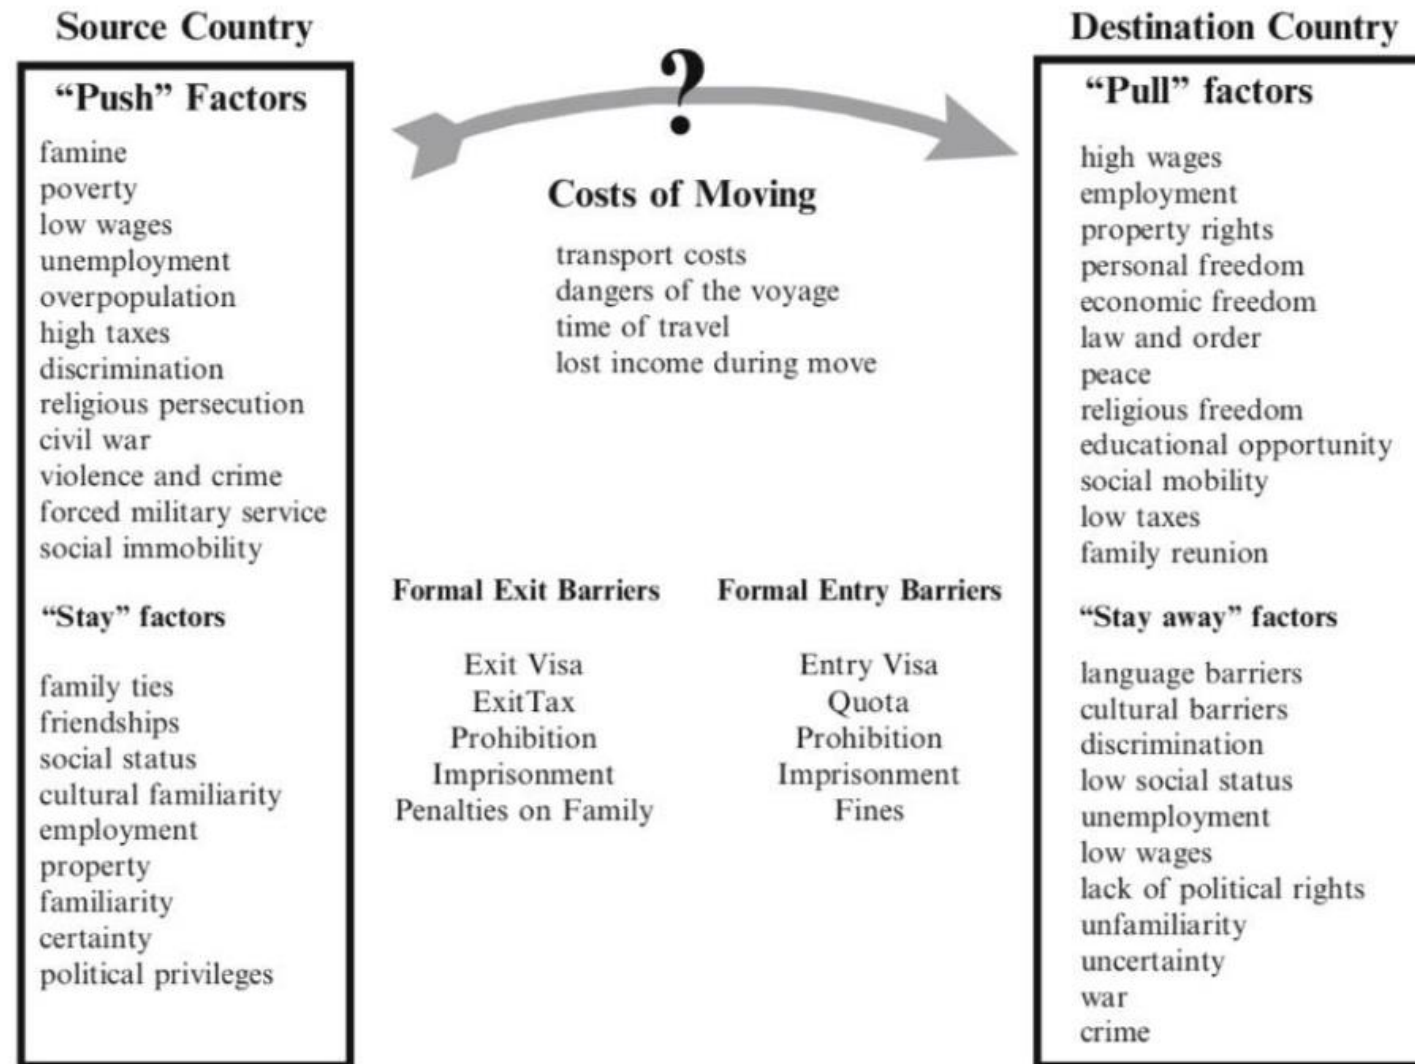 Source Country
“Push” Factors
famine
poverty
low wages
unemployment
overpopulation
high taxes
discrimination
religious persecution
civil war
violence and crime
forced military service
social immobility
“Stay” factors
family ties
friendships
social status
cultural familiarity
employment
property
familiarity
certainty
political privileges
?
Costs of Moving
transport costs
dangers of the voyage
time of travel
lost income during move
Formal Exit Barriers
Exit Visa
ExitTax
Prohibition
Imprisonment
Penalties on Family
Formal Entry Barriers
Entry Visa
Quota
Prohibition
Imprisonment
Fines
Destination Country
“Pull” factors
high wages
employment
property rights
personal freedom
economic freedom
law and order
peace
religious freedom
educational opportunity
social mobility
low taxes
family reunion
“Stay away” factors
language barriers
cultural barriers
discrimination
low social status
unemployment
low wages
lack of political rights
unfamiliarity
uncertainty
war
crime